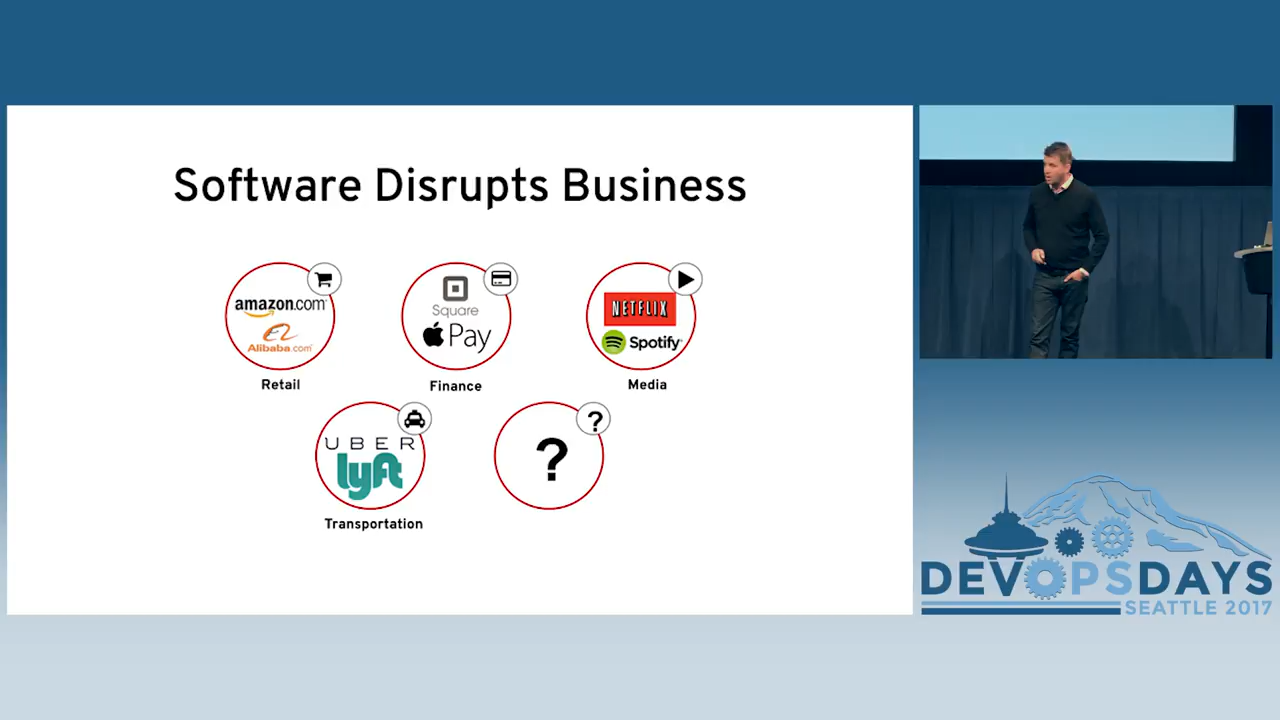 Software Disrupts Business
amazon.com
Alibaba.com
Retail
Square
Pay
Finance
NETFLIX
Spotify
Media
UBER
lyft
Transportation
?
?
DEVOPSDAYS
SEATTLE 2017